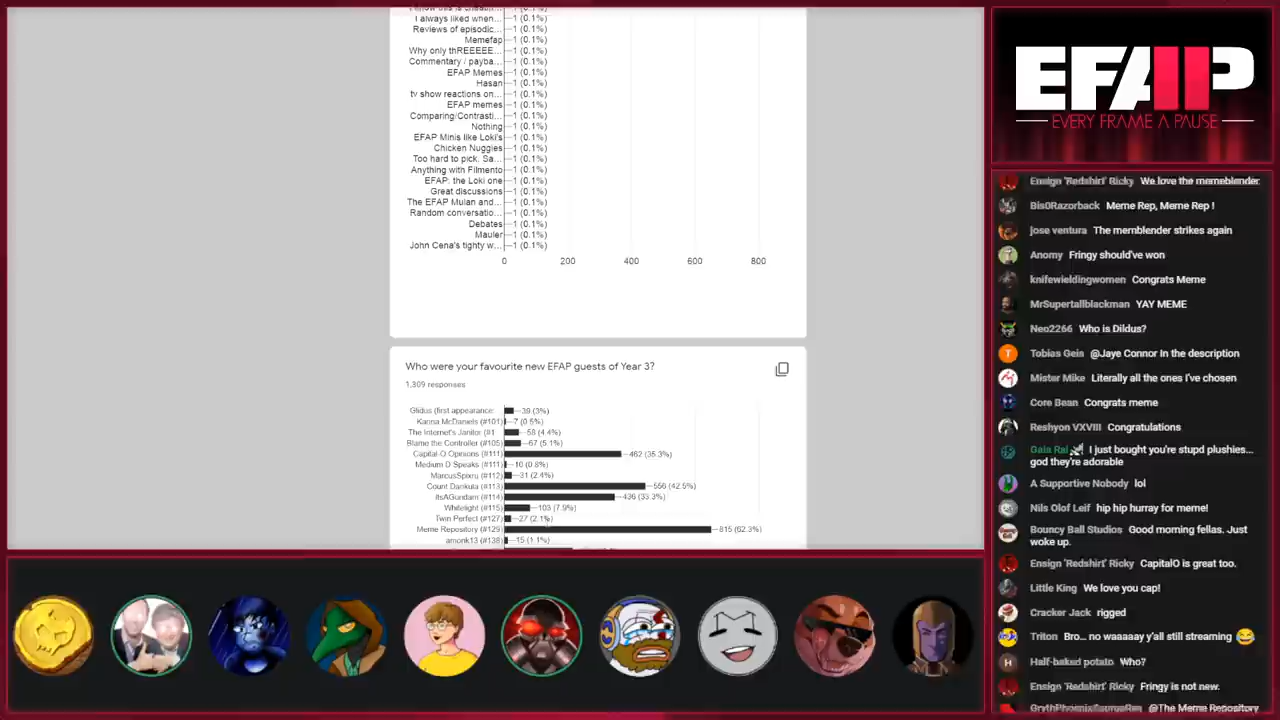 I always liked when... 1 (0.1%)
Reviews of episodic... 1 (0.1%)
Memefap 1 (0.1%)
Why only thREEEEE... 1 (0.1%)
Commentary / payba... 1 (0.1%)
EFAP Memes 1 (0.1%)
Hasan 1 (0.1%)
tv show reactions on... 1 (0.1%)
EFAP memes 1 (0.1%)
Comparing/Contrasti... 1 (0.1%)
Nothing 1 (0.1%)
EFAP Minis like Loki's 1 (0.1%)
Chicken Nuggies 1 (0.1%)
Too hard to pick. Sa... 1 (0.1%)
Anything with Filmento 1 (0.1%)
EFAP: the Loki one 1 (0.1%)
Great discussions 1 (0.1%)
The EFAP Mulan and... 1 (0.1%)
Random conversatio... 1 (0.1%)
Debates 1 (0.1%)
Mauler 1 (0.1%)
John Cena's tighty w... 1 (0.1%)
0 200 400 600 800
Who were your favourite new EFAP guests of Year 3?
1,309 responses
Glidus (first appearance: 39 (3%)
Karina McDaniels (#101) 7 (0.5%)
The Internet's Janitor (#1 58 (4.4%)
Blame the Controller (#105) 67 (5.1%)
Capital-O Opinions (#111) 462 (35.3%)
Medium D Speaks (#111) 10 (0.8%)
MarcusSpixru (#112) 31 (2.4%)
Count Dankula (#113) 556 (42.5%)
ItsAGundam (#114) 436 (33.3%)
Whitelight (#115) 103 (7.9%)
Twin Perfect (#127) 27 (2.1%)
Meme Repository (#129) 815 (62.3%)
amonk13 (#138) 15 (1.1%)
EFAP
EVERY FRAME A PAUSE
Ensign 'Redshirt' Ricky We love the memeblender
Bis0Razorback Meme Rep, Meme Rep !
jose ventura The memblender strikes again
Anomy Fringy should've won
knifewieldingwomen Congrats Meme
MrSupertallblackman YAY MEME
Neo2266 Who is Dildus?
Tobias Gein @Jaye Connor In the description
Mister Mike Literally all the ones I've chosen
Core Bean Congrats meme
Reshyon VXVIII Congratulations
Gaia Rai I just bought you're stupd plushies...
god they're adorable
A Supportive Nobody lol
Nils Olof Leif hip hip hurray for meme!
Bouncy Ball Studios Good morning fellas. Just
woke up.
Ensign 'Redshirt' Ricky CapitalO is great too.
Little King We love you cap!
Cracker Jack rigged
Triton Bro... no waaaaay y'all still streaming
H Half-baked potato Who?
Ensign 'Redshirt' Ricky Fringy is not new.
@The Meme Repository